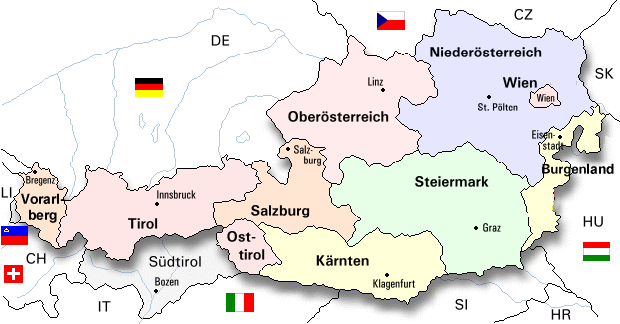 CZ
DE
Niederösterreich
SK
Linz
Wien
Wien
St. Pölten
Oberösterreich
Eisen-
stadt
Salz-
burg
Burgenland
Bregenz
Steiermark
LI
Innsbruck
Vorarl-
berg
Salzburg
Tirol
HU
Graz
Ost-
tirol
CH
Südtirol
Kärnten
Bozen
Klagenfurt
IT
SI
HR